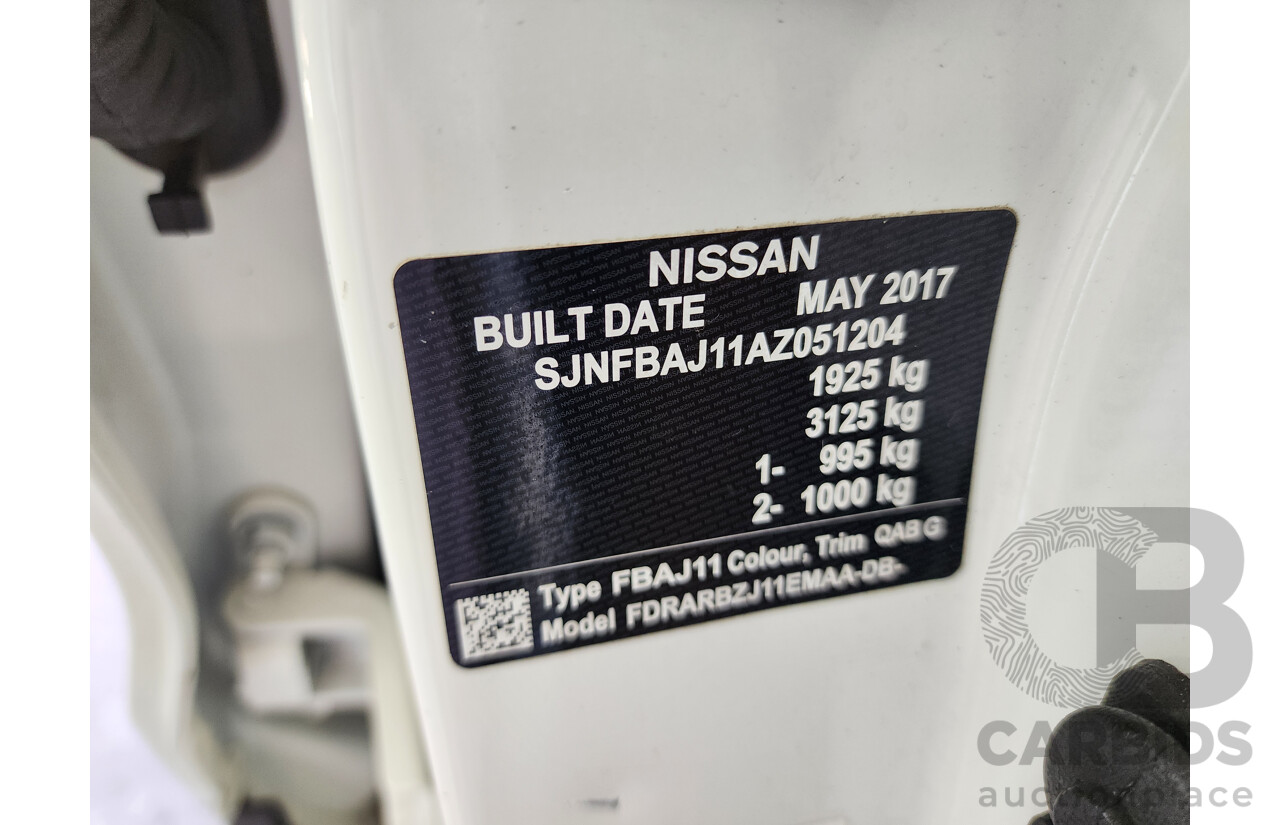 NISSAN
BUILT DATE MAY 2017
SJNFBAJ11AZ051204
1925 kg
3125 kg
1- 995 kg
2- 1000 kg
Type FBAJ11 Colour, Trim QAB G
Model FDRARBZJ11EMAA-DB-
CB
CARBIDS
auctionplace